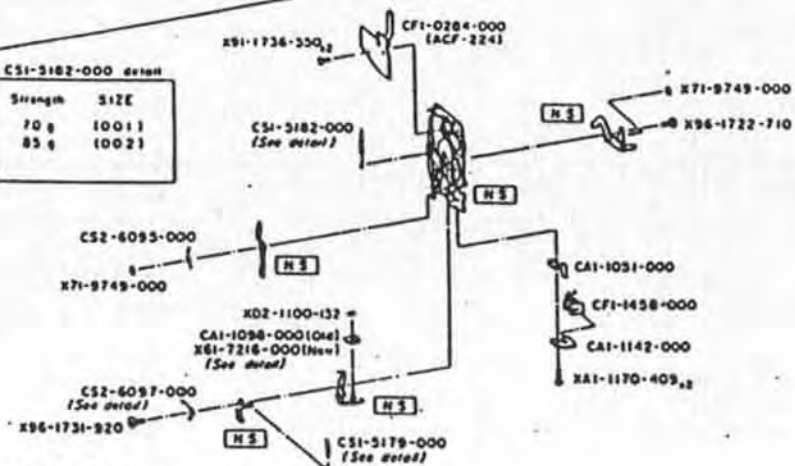 X91-1736-350 x2
CF1-0284-000
(ACF-224)
CS1-5182-000 detail
Strength SIZE
70 g (001)
85 g (002)
CS1-5182-000
(See detail)
NS
X71-9749-000
X96-1722-710
NS
CS2-6095-000
NS
X71-9749-000
CA1-1051-000
CF1-1458-000
CA1-1142-000
XA1-1170-409 x2
XD2-1100-132
CA1-1098-000(Old)
X61-7216-000(New)
(See detail)
NS
CS2-6097-000
(See detail)
X96-1731-920
NS
CS1-5179-000
(See detail)